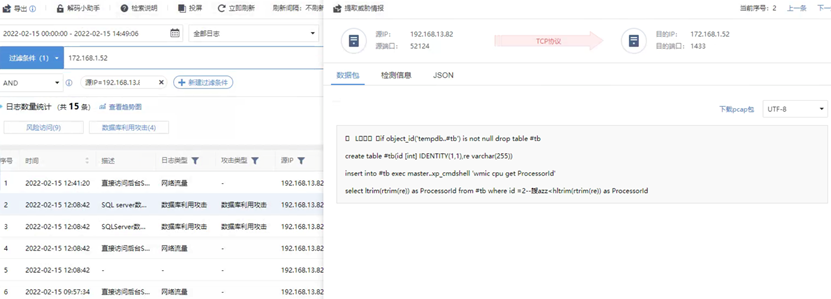 导出
解码小助手
检索说明
投屏
立即刷新
刷新间隔: 不刷新
2022-02-15 00:00:00 - 2022-02-15 14:49:06
全部日志
过滤条件（1）
172.168.1.52
AND
源IP=192.168.13.8
新建过滤条件
日志数量统计（共 15 条）
查看趋势图
风险访问(9)
数据库利用攻击(4)
序号 时间 描述 日志类型 攻击类型 源IP
1 2022-02-15 12:41:20 直接访问后台S... 网络流量 - 192.168.13.82
2 2022-02-15 12:08:42 SQL server数... 数据库利用攻击 数据库利用攻击 192.168.13.82
3 2022-02-15 12:08:42 SQLServer数... 数据库利用攻击 数据库利用攻击 192.168.13.82
4 2022-02-15 12:08:42 直接访问后台S... 网络流量 - 192.168.13.82
5 2022-02-15 12:08:42 - - - 192.168.13.82
6 2022-02-15 09:57:34 直接访问后台S... 网络流量 - 192.168.13.82
提取威胁情报
当前序号：2 上一条 下一
源IP: 192.168.13.82
源端口: 52124
TCP协议
目的IP: 172.168.1.52
目的端口: 1433
数据包 检测信息 JSON
下载pcap包
UTF-8
L if object_id('tempdb..#tb') is not null drop table #tb
create table #tb(id [int] IDENTITY(1,1),re varchar(255))
insert into #tb exec master..xp_cmdshell 'wmic cpu get ProcessorId'
select ltrim(rtrim(re)) as ProcessorId from #tb where id =2--azz<hltrim(rtrim(re)) as ProcessorId